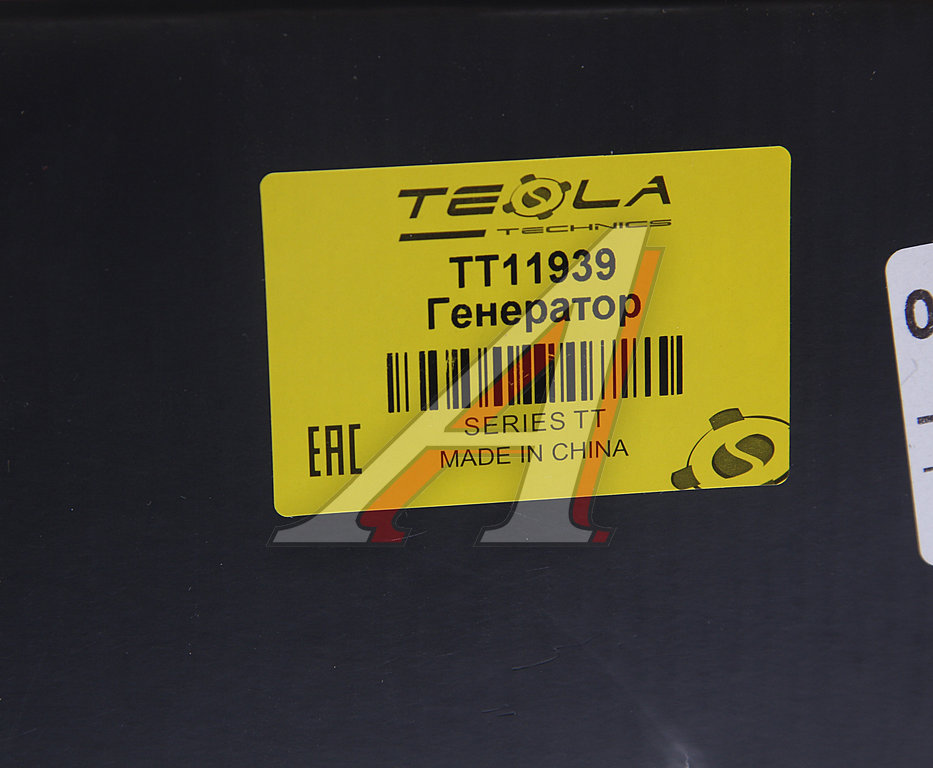 TESLA
TECHNICS
TT11939
Генератор
SERIES TT
MADE IN CHINA
EAC